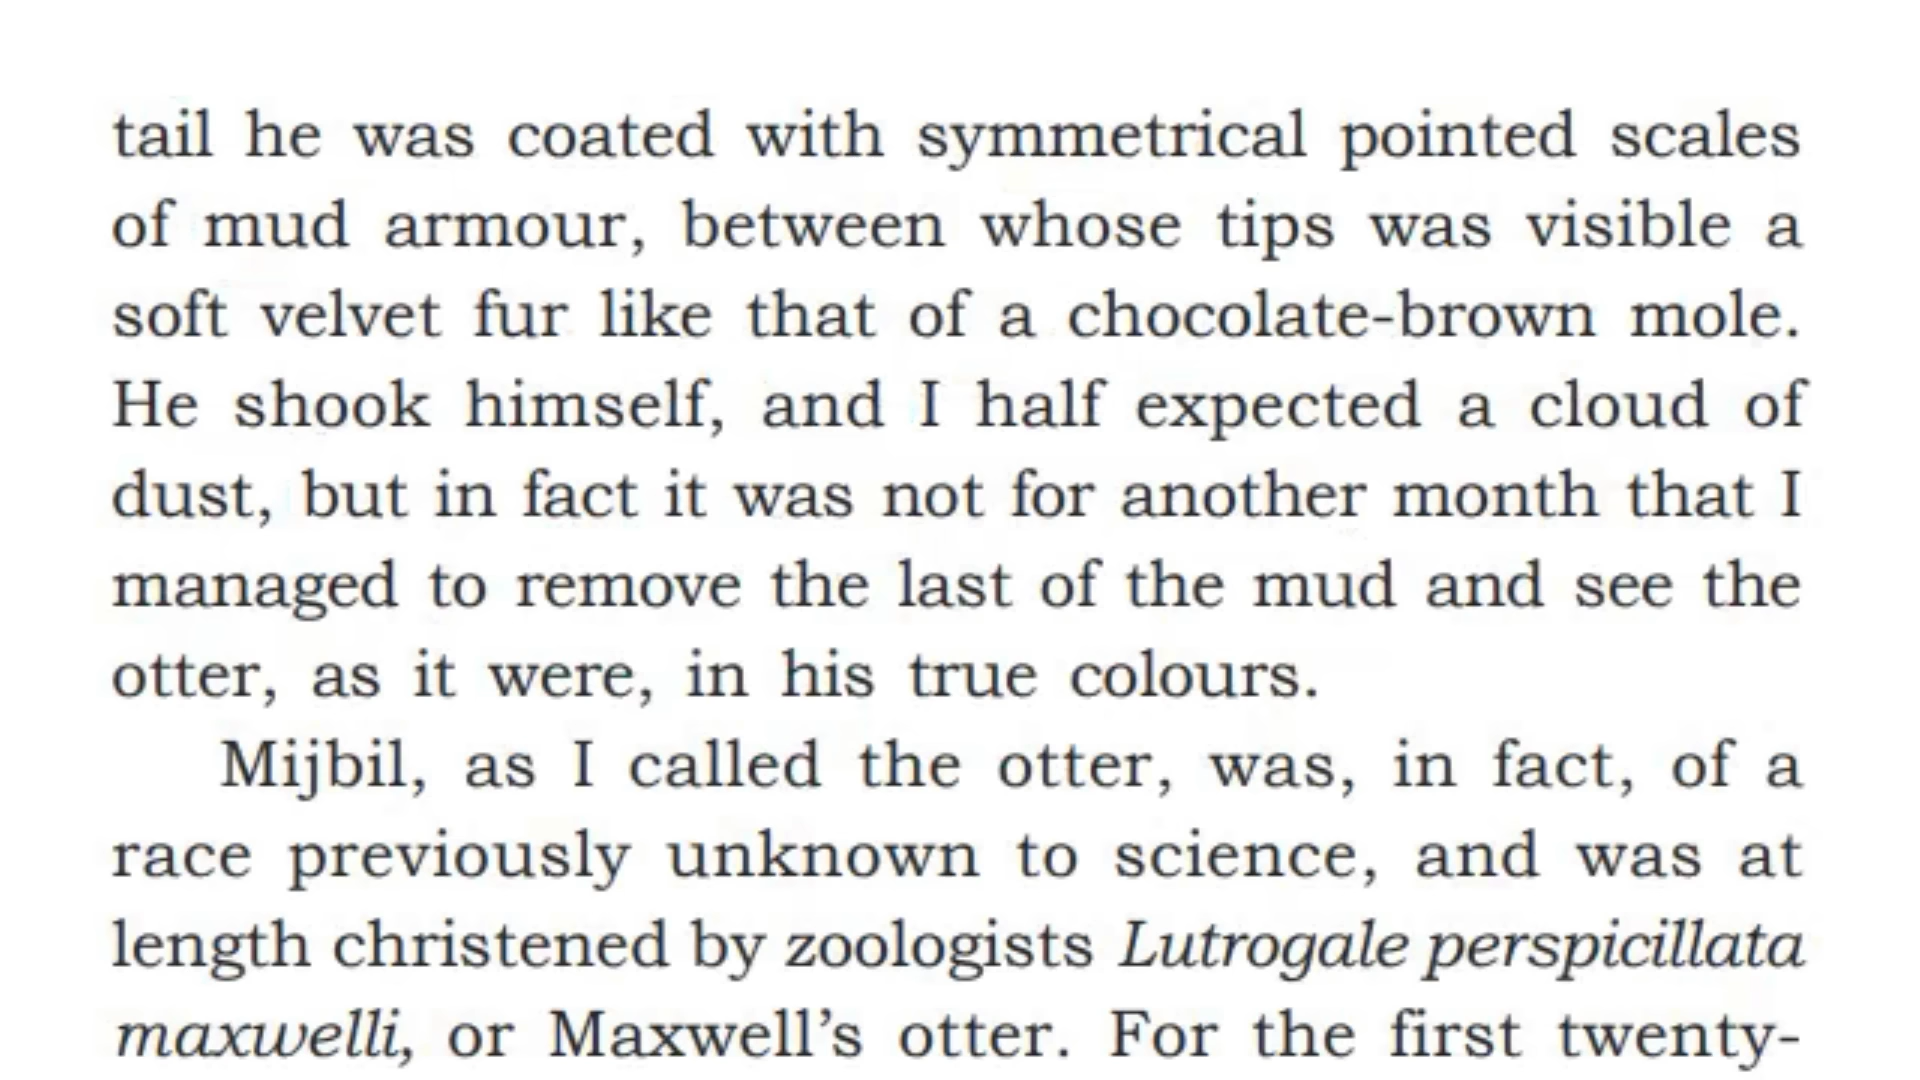 tail he was coated with symmetrical pointed scales
of mud armour, between whose tips was visible a
soft velvet fur like that of a chocolate-brown mole.
He shook himself, and I half expected a cloud of
dust, but in fact it was not for another month that I
managed to remove the last of the mud and see the
otter, as it were, in his true colours.
Mijbil, as I called the otter, was, in fact, of a
race previously unknown to science, and was at
length christened by zoologists Lutrogale perspicillata
maxwelli, or Maxwell’s otter. For the first twenty-